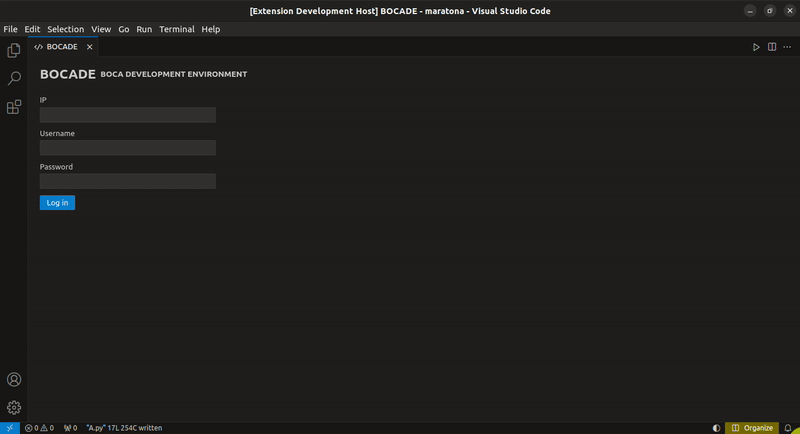 [Extension Development Host] BOCADE - maratona - Visual Studio Code
File Edit Selection View Go Run Terminal Help
BOCADE
BOCADE BOCA DEVELOPMENT ENVIRONMENT
IP
Username
Password
Log in
0 0 0 "A.py" 17L 254C written Organize